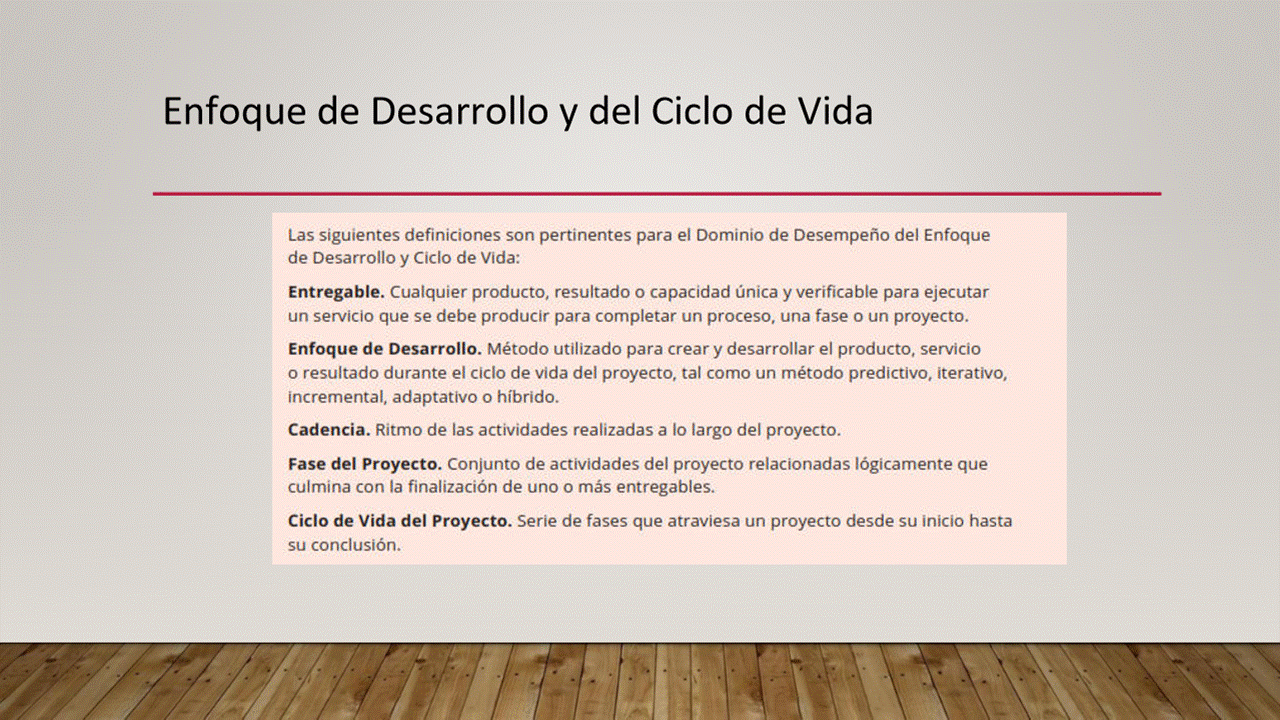 Enfoque de Desarrollo y del Ciclo de Vida
Las siguientes definiciones son pertinentes para el Dominio de Desempeño del Enfoque
de Desarrollo y Ciclo de Vida:
Entregable. Cualquier producto, resultado o capacidad única y verificable para ejecutar
un servicio que se debe producir para completar un proceso, una fase o un proyecto.
Enfoque de Desarrollo. Método utilizado para crear y desarrollar el producto, servicio
o resultado durante el ciclo de vida del proyecto, tal como un método predictivo, iterativo,
incremental, adaptativo o híbrido.
Cadencia. Ritmo de las actividades realizadas a lo largo del proyecto.
Fase del Proyecto. Conjunto de actividades del proyecto relacionadas lógicamente que
culmina con la finalización de uno o más entregables.
Ciclo de Vida del Proyecto. Serie de fases que atraviesa un proyecto desde su inicio hasta
su conclusión.